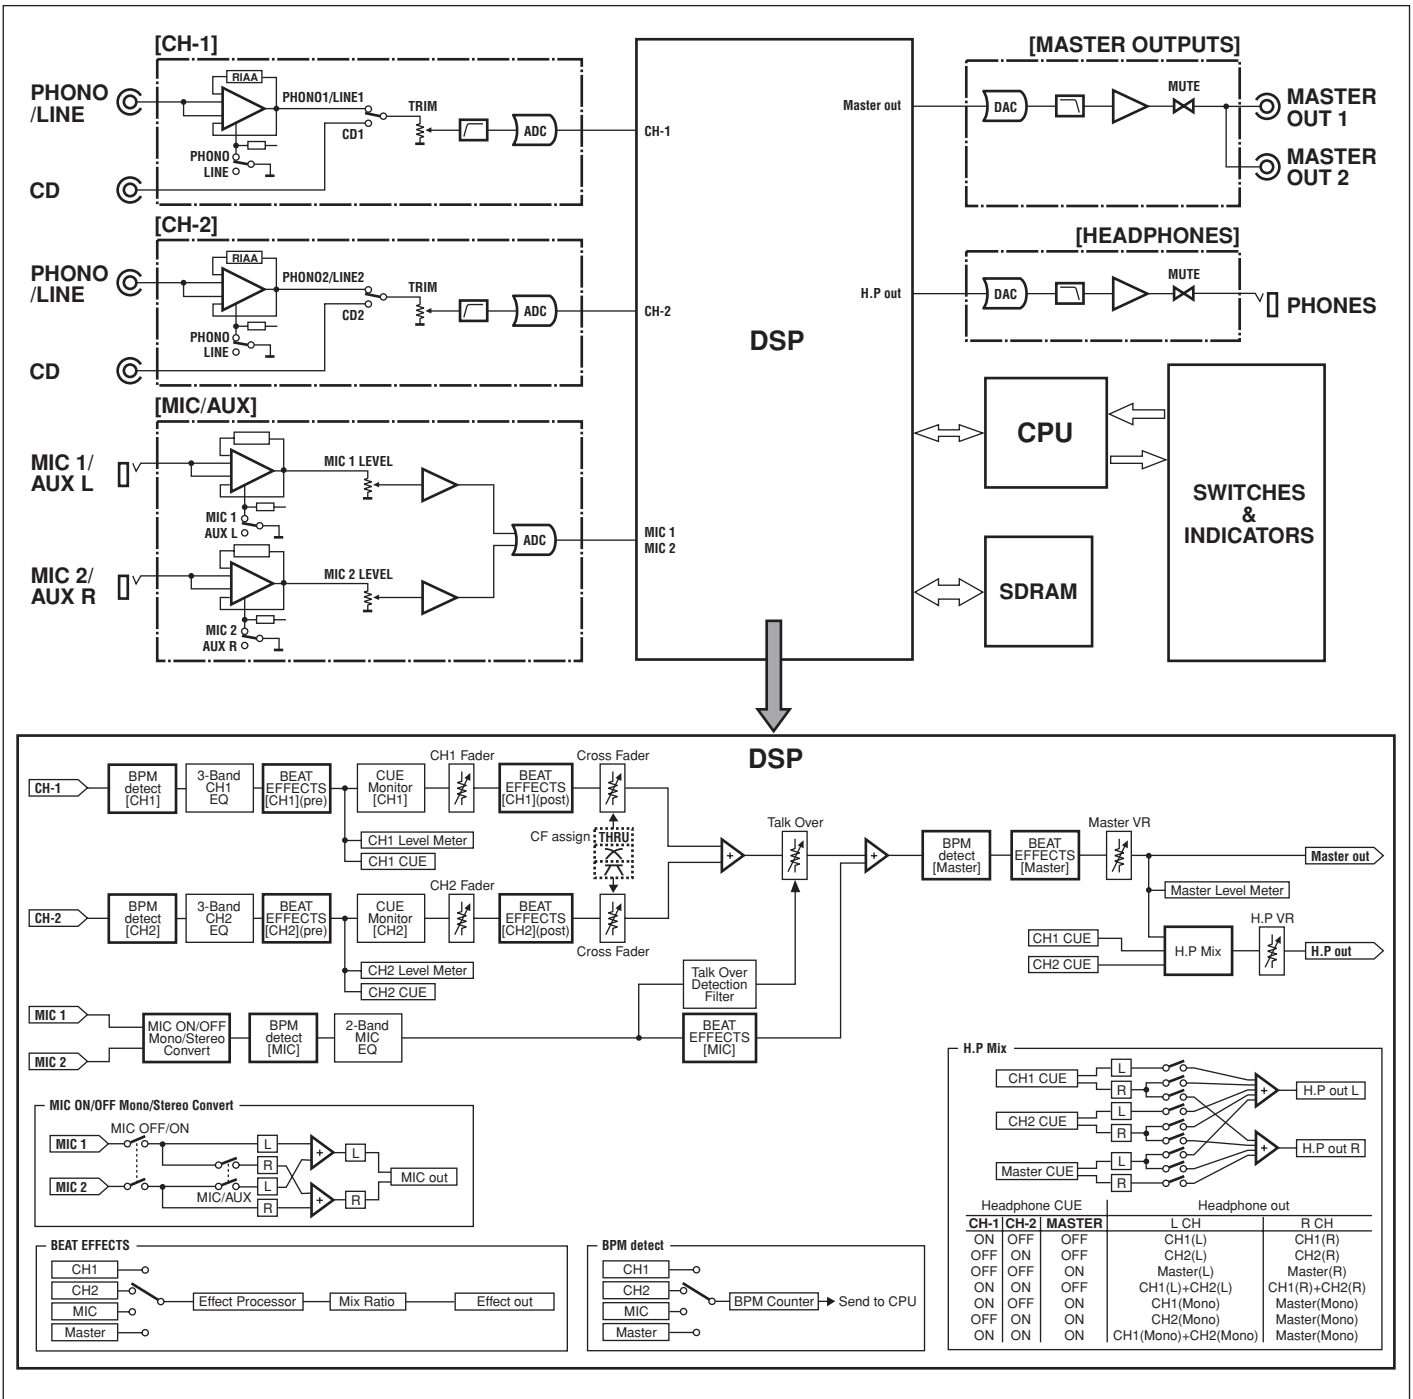 [CH-1]
PHONO
/LINE
RIAA
PHONO1/LINE1
TRIM
CD1
ADC
PHONO
LINE
CD
[CH-2]
PHONO
/LINE
RIAA
PHONO2/LINE2
TRIM
CD2
ADC
PHONO
LINE
CD
[MIC/AUX]
MIC 1/
AUX L
MIC 1 LEVEL
MIC 1
AUX L
ADC
MIC 2/
AUX R
MIC 2 LEVEL
MIC 2
AUX R
CH-1
CH-2
MIC 1
MIC 2
DSP
Master out
H.P out
[MASTER OUTPUTS]
DAC
MUTE
MASTER
OUT 1
MASTER
OUT 2
[HEADPHONES]
DAC
MUTE
PHONES
CPU
SDRAM
SWITCHES
&
INDICATORS
DSP
CH-1
BPM
detect
[CH1]
3-Band
CH1
EQ
BEAT
EFFECTS
[CH1](pre)
CUE
Monitor
[CH1]
CH1 Fader
BEAT
EFFECTS
[CH1](post)
Cross Fader
CH1 Level Meter
CH1 CUE
CF assign
THRU
CH-2
BPM
detect
[CH2]
3-Band
CH2
EQ
BEAT
EFFECTS
[CH2](pre)
CUE
Monitor
[CH2]
CH2 Fader
BEAT
EFFECTS
[CH2](post)
Cross Fader
CH2 Level Meter
CH2 CUE
+
Talk Over
+
BPM
detect
[Master]
BEAT
EFFECTS
[Master]
Master VR
Master out
Master Level Meter
CH1 CUE
CH2 CUE
H.P Mix
H.P VR
H.P out
MIC 1
MIC 2
MIC ON/OFF
Mono/Stereo
Convert
BPM
detect
[MIC]
2-Band
MIC
EQ
Talk Over
Detection
Filter
BEAT
EFFECTS
[MIC]
MIC ON/OFF Mono/Stereo Convert
MIC OFF/ON
MIC 1
MIC 2
MIC/AUX
L
R
L
R
+
+
L
R
MIC out
BEAT EFFECTS
CH1
CH2
MIC
Master
Effect Processor
Mix Ratio
Effect out
BPM detect
CH1
CH2
MIC
Master
BPM Counter
Send to CPU
H.P Mix
CH1 CUE
L
R
CH2 CUE
L
R
Master CUE
L
R
+
+
H.P out L
H.P out R
Headphone CUE Headphone out
CH-1 CH-2 MASTER L CH R CH
ON OFF OFF CH1(L) CH1(R)
OFF ON OFF CH2(L) CH2(R)
OFF OFF ON Master(L) Master(R)
ON ON OFF CH1(L)+CH2(L) CH1(R)+CH2(R)
ON OFF ON CH1(Mono) Master(Mono)
OFF ON ON CH2(Mono) Master(Mono)
ON ON ON CH1(Mono)+CH2(Mono) Master(Mono)